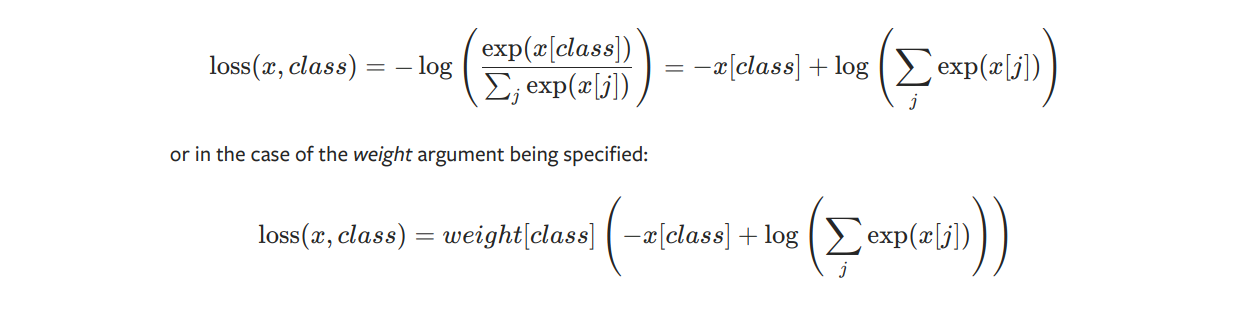 loss(x, class) = − log ( exp(x[class]) / ∑_j exp(x[j]) ) = −x[class] + log ( ∑_j exp(x[j]) )
or in the case of the weight argument being specified:
loss(x, class) = weight[class] ( −x[class] + log ( ∑_j exp(x[j]) ) )